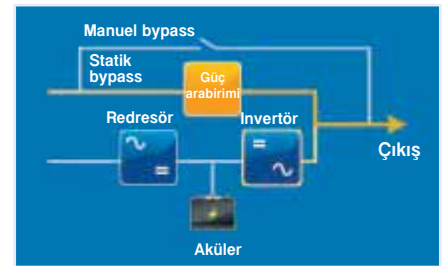 Manuel bypass
Statik
bypass
Güç
arabirimi
Redresör
Invertör
Çıkış
Aküler